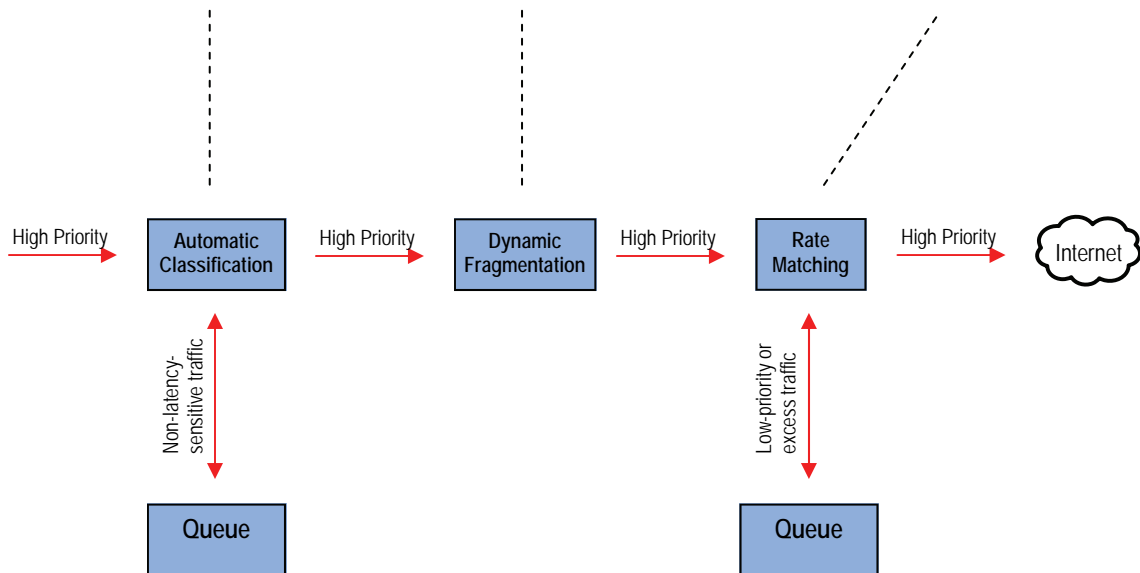 High Priority
Automatic
Classification
High Priority
Dynamic
Fragmentation
High Priority
Rate
Matching
High Priority
Internet
Non-latency-
sensitive traffic
Low-priority or
excess traffic
Queue
Queue